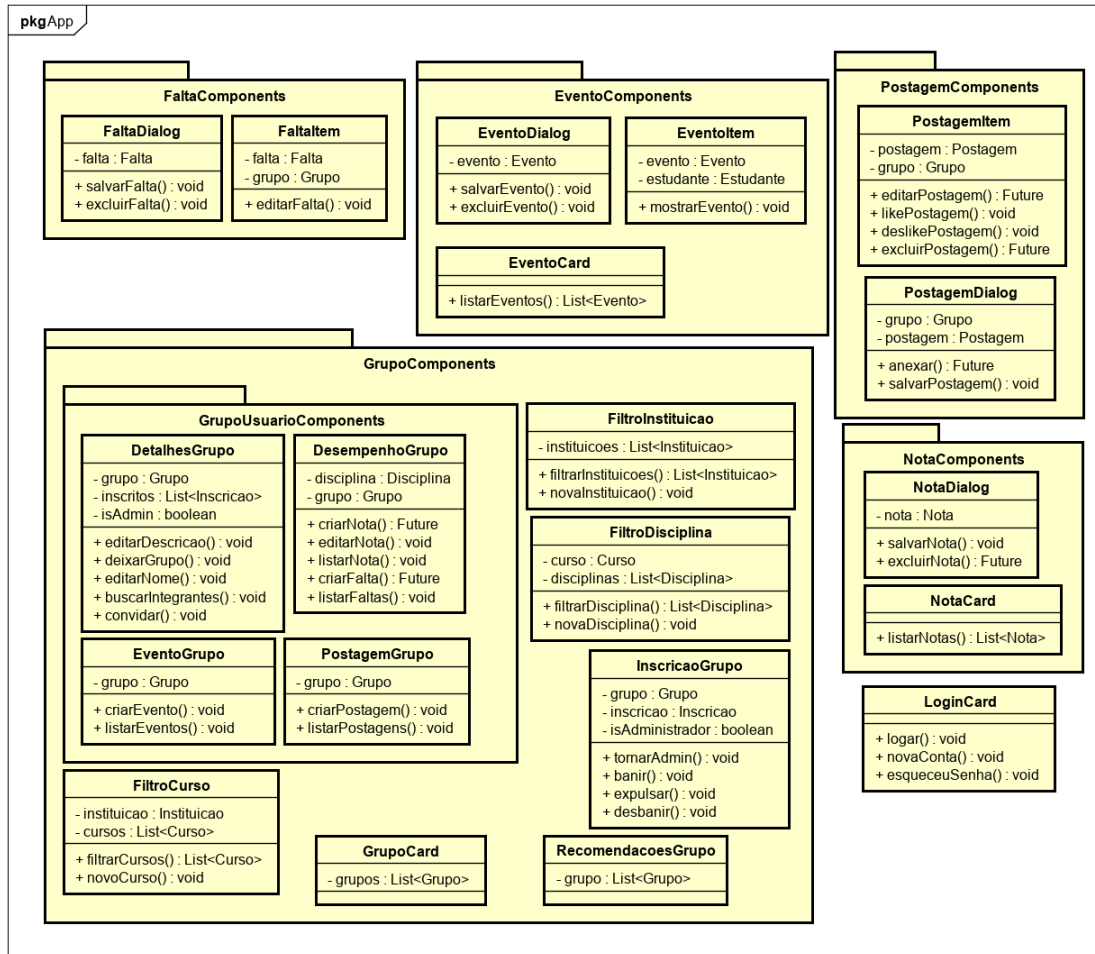 pkgApp
FaltaComponents
FaltaDialog
- falta : Falta
+ salvarFalta() : void
+ excluirFalta() : void
FaltaItem
- falta : Falta
- grupo : Grupo
+ editarFalta() : void
EventoComponents
EventoDialog
- evento : Evento
+ salvarEvento() : void
+ excluirEvento() : void
EventoItem
- evento : Evento
- estudante : Estudante
+ mostrarEvento() : void
EventoCard
+ listarEventos() : List<Evento>
PostagemComponents
PostagemItem
- postagem : Postagem
- grupo : Grupo
+ editarPostagem() : Future
+ likePostagem() : void
+ deslikePostagem() : void
+ excluirPostagem() : Future
PostagemDialog
- grupo : Grupo
- postagem : Postagem
+ anexar() : Future
+ salvarPostagem() : void
GrupoComponents
GrupoUsuarioComponents
DetalhesGrupo
- grupo : Grupo
- inscritos : List<Inscricao>
- isAdmin : boolean
+ editarDescricao() : void
+ deixarGrupo() : void
+ editarNome() : void
+ buscarIntegrantes() : void
+ convidar() : void
DesempenhoGrupo
- disciplina : Disciplina
- grupo : Grupo
+ criarNota() : Future
+ editarNota() : void
+ listarNota() : void
+ criarFalta() : Future
+ listarFaltas() : void
EventoGrupo
- grupo : Grupo
+ criarEvento() : void
+ listarEventos() : void
PostagemGrupo
- grupo : Grupo
+ criarPostagem() : void
+ listarPostagens() : void
FiltroInstituicao
- instituicoes : List<Instituicao>
+ filtrarInstituicoes() : List<Instituicao>
+ novaInstituicao() : void
FiltroDisciplina
- curso : Curso
- disciplinas : List<Disciplina>
+ filtrarDisciplina() : List<Disciplina>
+ novaDisciplina() : void
InscricaoGrupo
- grupo : Grupo
- inscricao : Inscricao
- isAdministrador : boolean
+ tornarAdmin() : void
+ banir() : void
+ expulsar() : void
+ desbanir() : void
FiltroCurso
- instituicao : Instituicao
- cursos : List<Curso>
+ filtrarCursos() : List<Curso>
+ novoCurso() : void
GrupoCard
- grupos : List<Grupo>
RecomendacoesGrupo
- grupo : List<Grupo>
NotaComponents
NotaDialog
- nota : Nota
+ salvarNota() : void
+ excluirNota() : Future
NotaCard
+ listarNotas() : List<Nota>
LoginCard
+ logar() : void
+ novaConta() : void
+ esqueceuSenha() : void